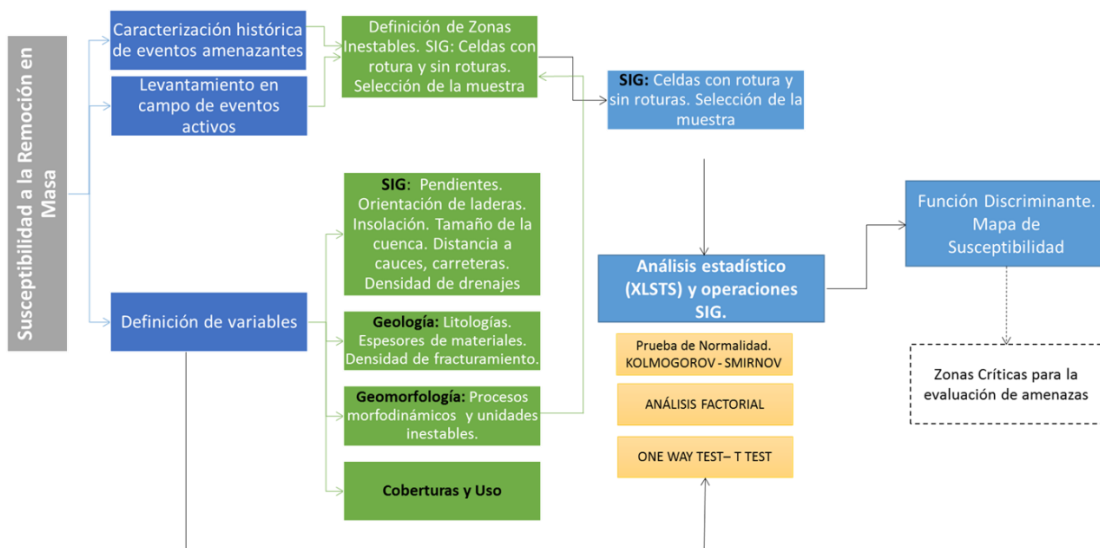 Susceptibilidad a la Remoción en
Masa
Caracterización histórica
de eventos amenazantes
Levantamiento en
campo de eventos
activos
Definición de variables
Definición de Zonas
Inestables. SIG: Celdas con
rotura y sin roturas.
Selección de la muestra
SIG: Pendientes.
Orientación de laderas.
Insolación. Tamaño de la
cuenca. Distancia a
cauces, carreteras.
Densidad de drenajes
Geología: Litologías.
Espesores de materiales.
Densidad de fracturamiento.
Geomorfología: Procesos
morfodinámicos y unidades
inestables.
Coberturas y Uso
SIG: Celdas con rotura y
sin roturas. Selección de la
muestra
Análisis estadístico
(XLSTS) y operaciones
SIG.
Prueba de Normalidad.
KOLMOGOROV - SMIRNOV
ANÁLISIS FACTORIAL
ONE WAY TEST– T TEST
Función Discriminante.
Mapa de
Susceptibilidad
Zonas Críticas para la
evaluación de amenazas